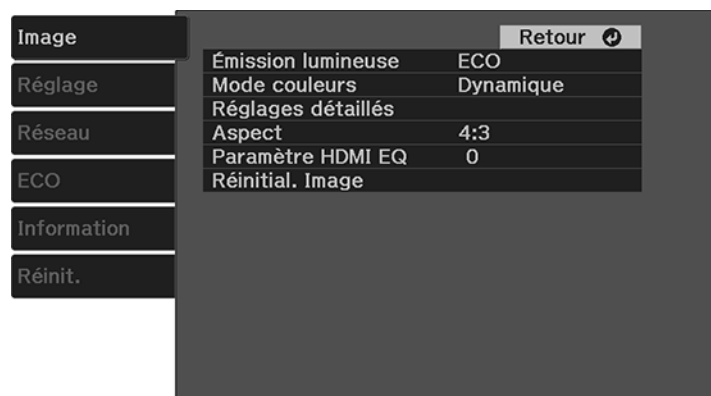 Image
Réglage
Réseau
ECO
Information
Réinit.
Retour
Émission lumineuse ECO
Mode couleurs Dynamique
Réglages détaillés
Aspect 4:3
Paramètre HDMI EQ 0
Réinitial. Image